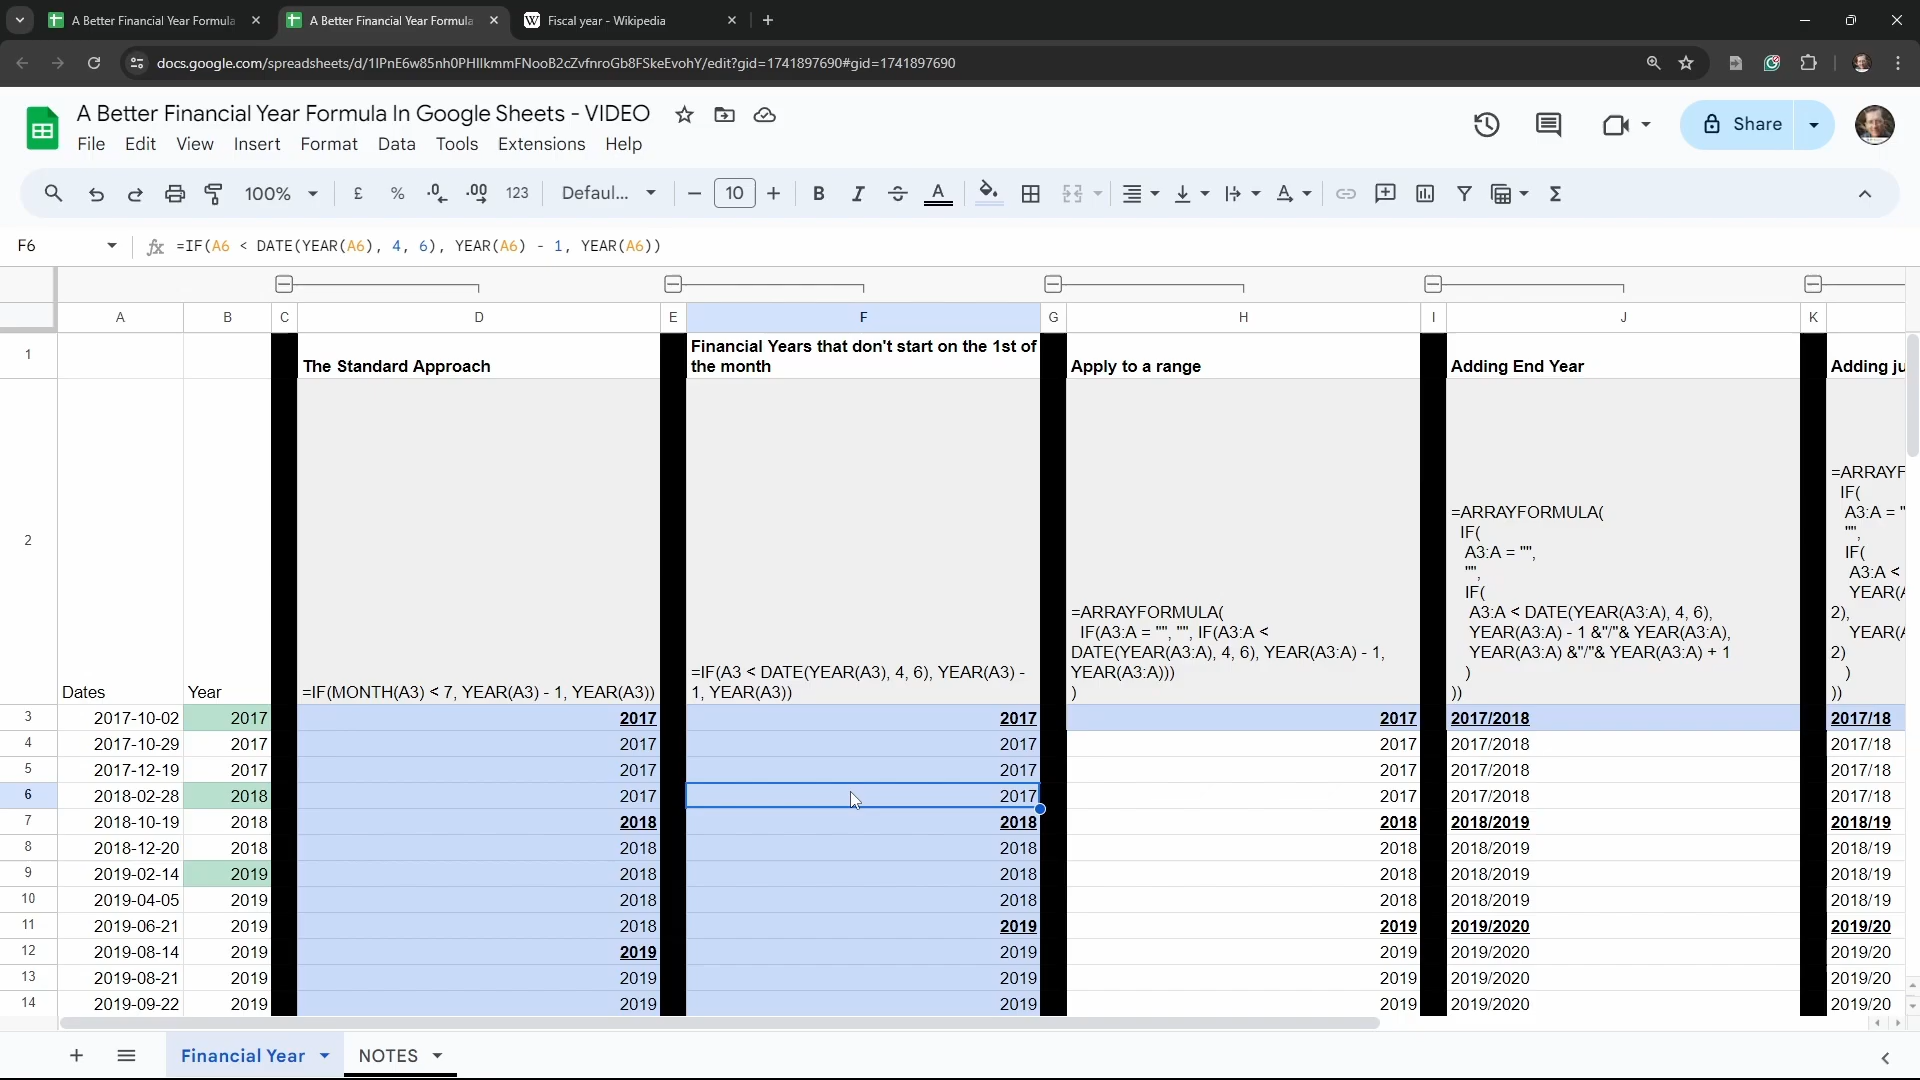 A Better Financial Year Formula
A Better Financial Year Formula
Fiscal year - Wikipedia
docs.google.com/spreadsheets/d/1IPnE6w85nh0PHIlkmmFNooB2cZvfnroGb8FSkeEvohY/edit?gid=1741897690#gid=1741897690
A Better Financial Year Formula In Google Sheets - VIDEO
File Edit View Insert Format Data Tools Extensions Help
Share
100% £ % .0 .00 123 Defaul... 10 B I A
F6 fx =IF(A6 < DATE(YEAR(A6), 4, 6), YEAR(A6) - 1, YEAR(A6))
A B C D E F G H I J K
1 The Standard Approach Financial Years that don't start on the 1st of the month Apply to a range Adding End Year Adding ju
2 Dates Year
=IF(MONTH(A3) < 7, YEAR(A3) - 1, YEAR(A3))
=IF(A3 < DATE(YEAR(A3), 4, 6), YEAR(A3) -
1, YEAR(A3))
=ARRAYFORMULA(
IF(A3:A = "", "", IF(A3:A <
DATE(YEAR(A3:A), 4, 6), YEAR(A3:A) - 1,
YEAR(A3:A)))
)
=ARRAYFORMULA(
IF(
A3:A = "",
"",
IF(
A3:A < DATE(YEAR(A3:A), 4, 6),
YEAR(A3:A) - 1 &"/"& YEAR(A3:A),
YEAR(A3:A) &"/"& YEAR(A3:A) + 1
)
))
=ARRAYF
IF(
A3:A = "
"",
IF(
A3:A <
YEAR(A
2),
YEAR(A
2)
)
))
3 2017-10-02 2017 2017 2017 2017 2017/2018 2017/18
4 2017-10-29 2017 2017 2017 2017 2017/2018 2017/18
5 2017-12-19 2017 2017 2017 2017 2017/2018 2017/18
6 2018-02-28 2018 2017 2017 2017 2017/2018 2017/18
7 2018-10-19 2018 2018 2018 2018 2018/2019 2018/19
8 2018-12-20 2018 2018 2018 2018 2018/2019 2018/19
9 2019-02-14 2019 2018 2018 2018 2018/2019 2018/19
10 2019-04-05 2019 2018 2018 2018 2018/2019 2018/19
11 2019-06-21 2019 2018 2019 2019 2019/2020 2019/20
12 2019-08-14 2019 2019 2019 2019 2019/2020 2019/20
13 2019-08-21 2019 2019 2019 2019 2019/2020 2019/20
14 2019-09-22 2019 2019 2019 2019 2019/2020 2019/20
Financial Year NOTES